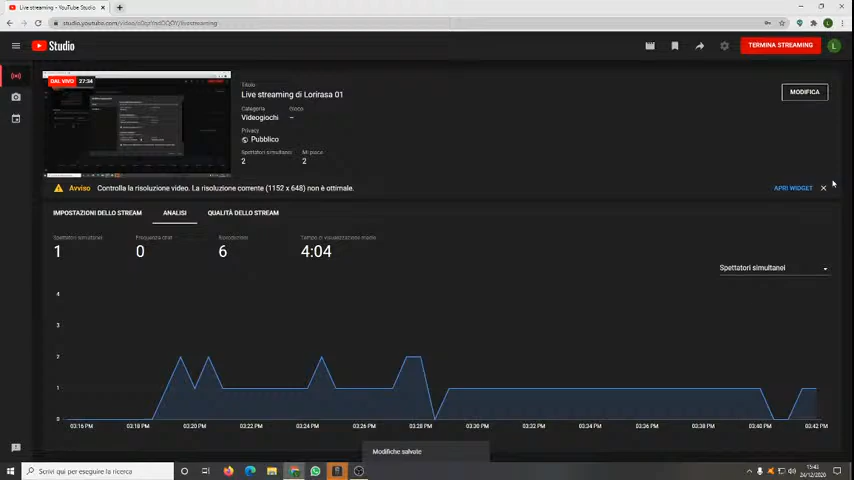 Live streaming - YouTube Studio
studio.youtube.com/video/
Studio
TERMINA STREAMING
L
DAL VIVO 27:34
Titolo
Live streaming di Lorirasa 01
MODIFICA
Categoria Gioco
Videogiochi –
Privacy
Pubblico
Spettatori simultanei Mi piace
2 2
Avviso Controlla la risoluzione video. La risoluzione corrente (1152 x 648) non è ottimale.
APRI WIDGET
IMPOSTAZIONI DELLO STREAM ANALISI QUALITÀ DELLO STREAM
Spettatori simultanei Frequenza chat Riproduzioni Tempo di visualizzazione medio
1 0 6 4:04
Spettatori simultanei
4
3
2
1
0
03:16 PM 03:18 PM 03:20 PM 03:22 PM 03:24 PM 03:26 PM 03:28 PM 03:30 PM 03:32 PM 03:34 PM 03:36 PM 03:38 PM 03:40 PM 03:42 PM
Modifiche salvate
Scrivi qui per eseguire la ricerca
15:43
24/12/2020